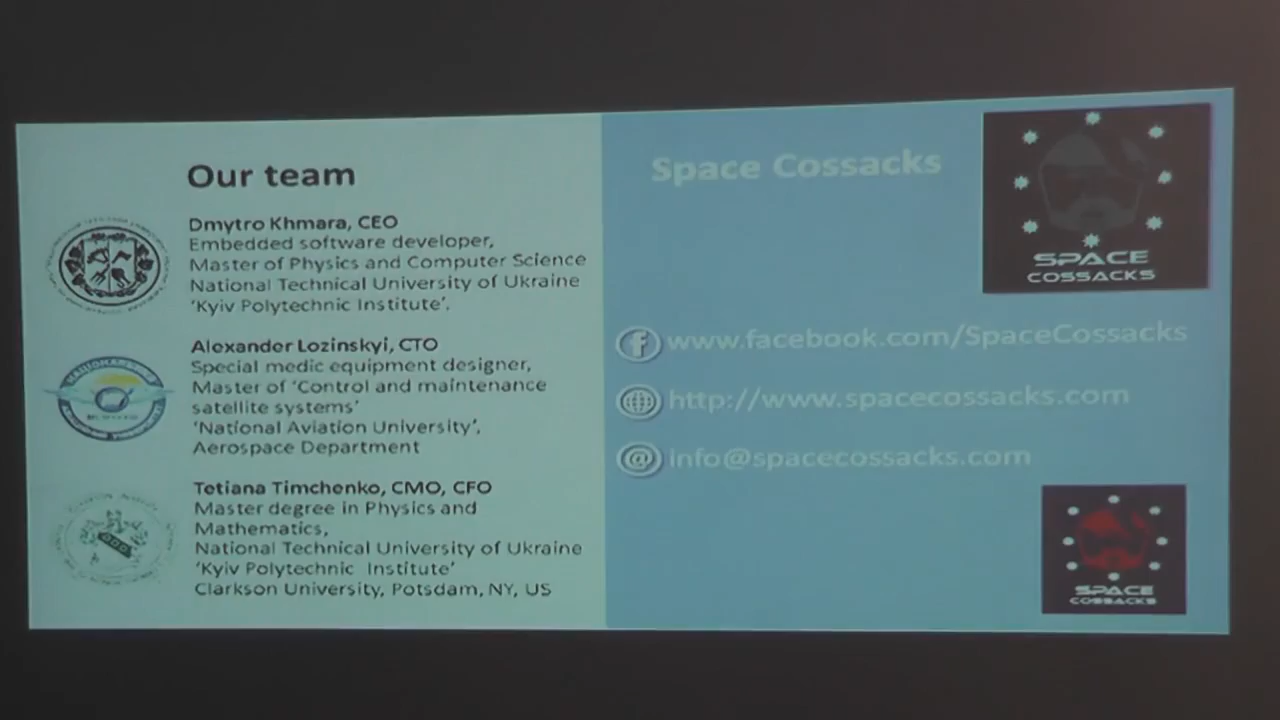 Our team
Dmytro Khmara, CEO
Embedded software developer,
Master of Physics and Computer Science
National Technical University of Ukraine
‘Kyiv Polytechnic Institute’.
Alexander Lozinskyi, CTO
Special medic equipment designer,
Master of ‘Control and maintenance
satellite systems’
‘National Aviation University’,
Aerospace Department
Tetiana Timchenko, CMO, CFO
Master degree in Physics and
Mathematics,
National Technical University of Ukraine
‘Kyiv Polytechnic Institute’
Clarkson University, Potsdam, NY, US
Space Cossacks
SPACE
COSSACKS
www.facebook.com/SpaceCossacks
http://www.spacecossacks.com
info@spacecossacks.com
SPACE
COSSACKS